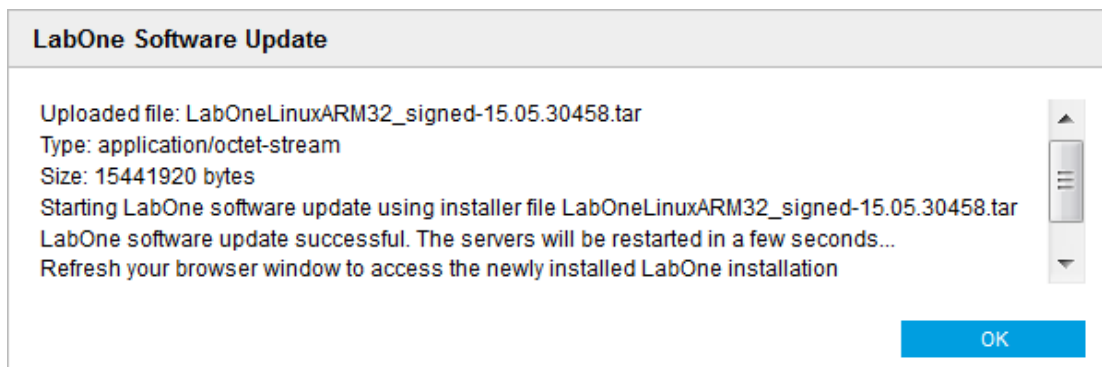 LabOne Software Update
Uploaded file: LabOneLinuxARM32_signed-15.05.30458.tar
Type: application/octet-stream
Size: 15441920 bytes
Starting LabOne software update using installer file LabOneLinuxARM32_signed-15.05.30458.tar
LabOne software update successful. The servers will be restarted in a few seconds...
Refresh your browser window to access the newly installed LabOne installation
OK